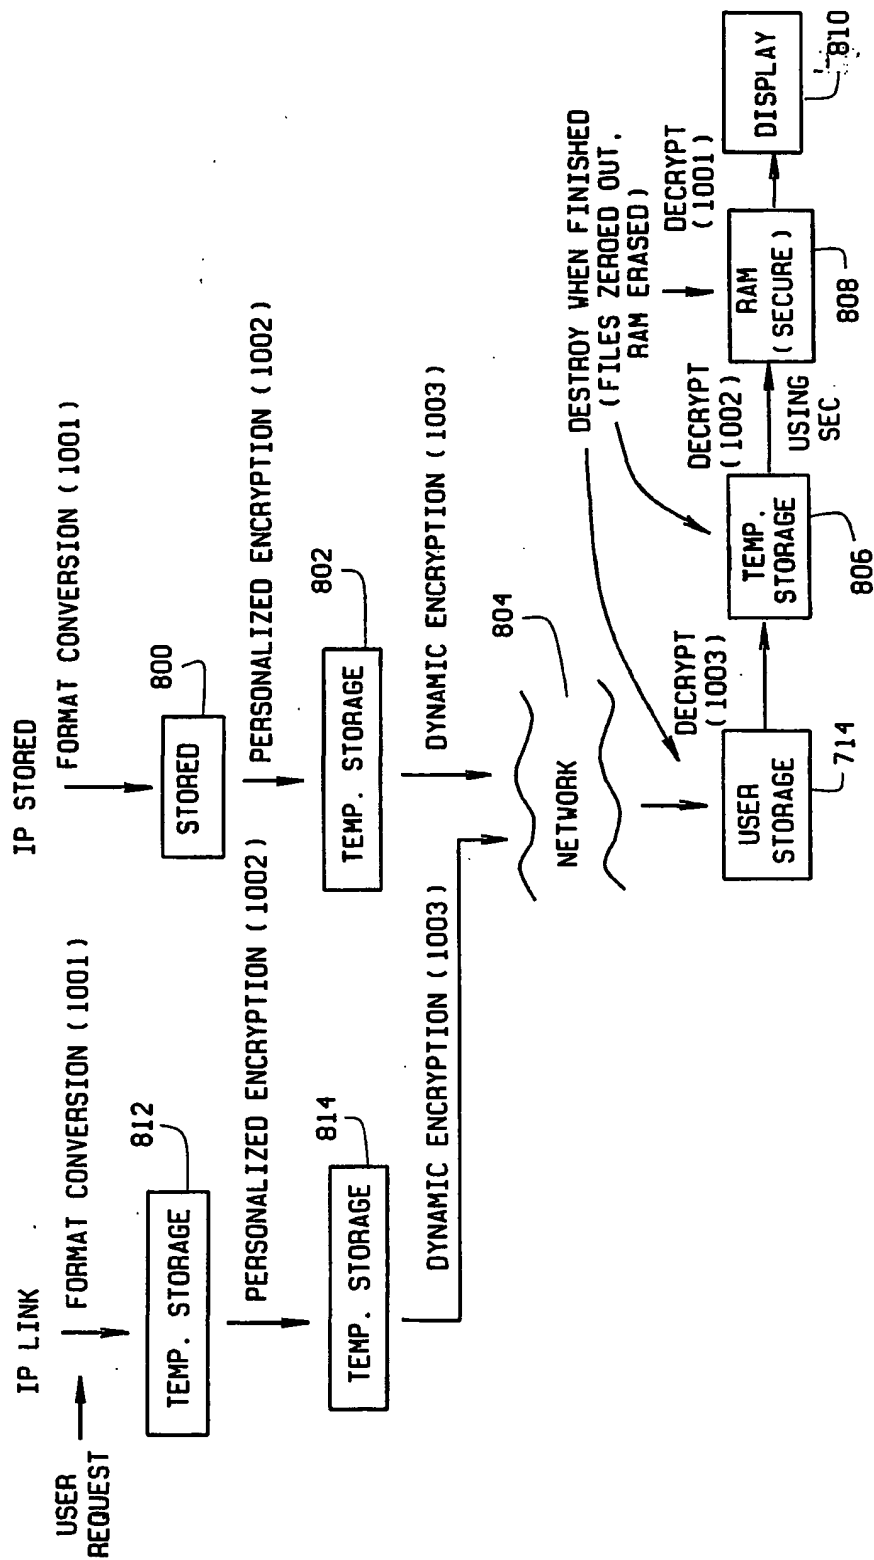 USER
REQUEST
IP LINK
FORMAT CONVERSION (1001)
812
TEMP. STORAGE
PERSONALIZED ENCRYPTION (1002)
814
TEMP. STORAGE
DYNAMIC ENCRYPTION (1003)
IP STORED
FORMAT CONVERSION (1001)
800
STORED
PERSONALIZED ENCRYPTION (1002)
802
TEMP. STORAGE
DYNAMIC ENCRYPTION (1003)
804
NETWORK
DESTROY WHEN FINISHED
(FILES ZEROED OUT,
RAM ERASED)
USER
STORAGE
714
DECRYPT
(1003)
TEMP.
STORAGE
806
DECRYPT
(1002)
USING
SEC
RAM
(SECURE)
808
DECRYPT
(1001)
DISPLAY
810